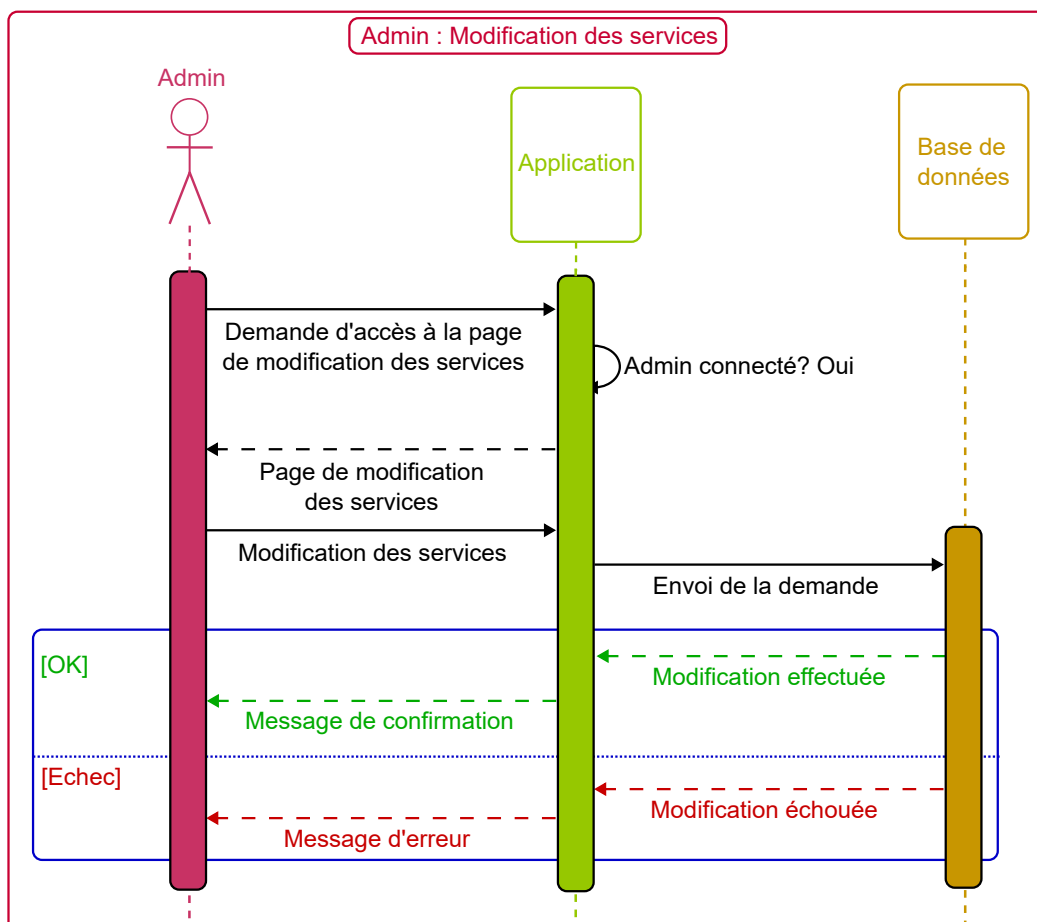 Admin : Modification des services
Admin
Application
Base de
données
Demande d'accès à la page
de modification des services
Admin connecté? Oui
Page de modification
des services
Modification des services
Envoi de la demande
[OK]
Modification effectuée
Message de confirmation
[Echec]
Modification échouée
Message d'erreur